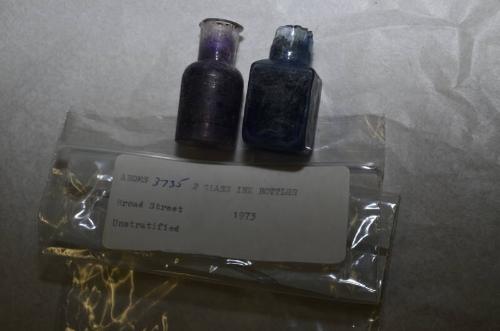 ABDMS 3735 2 GLASS INK BOTTLES
Broad Street 1973
Unstratified